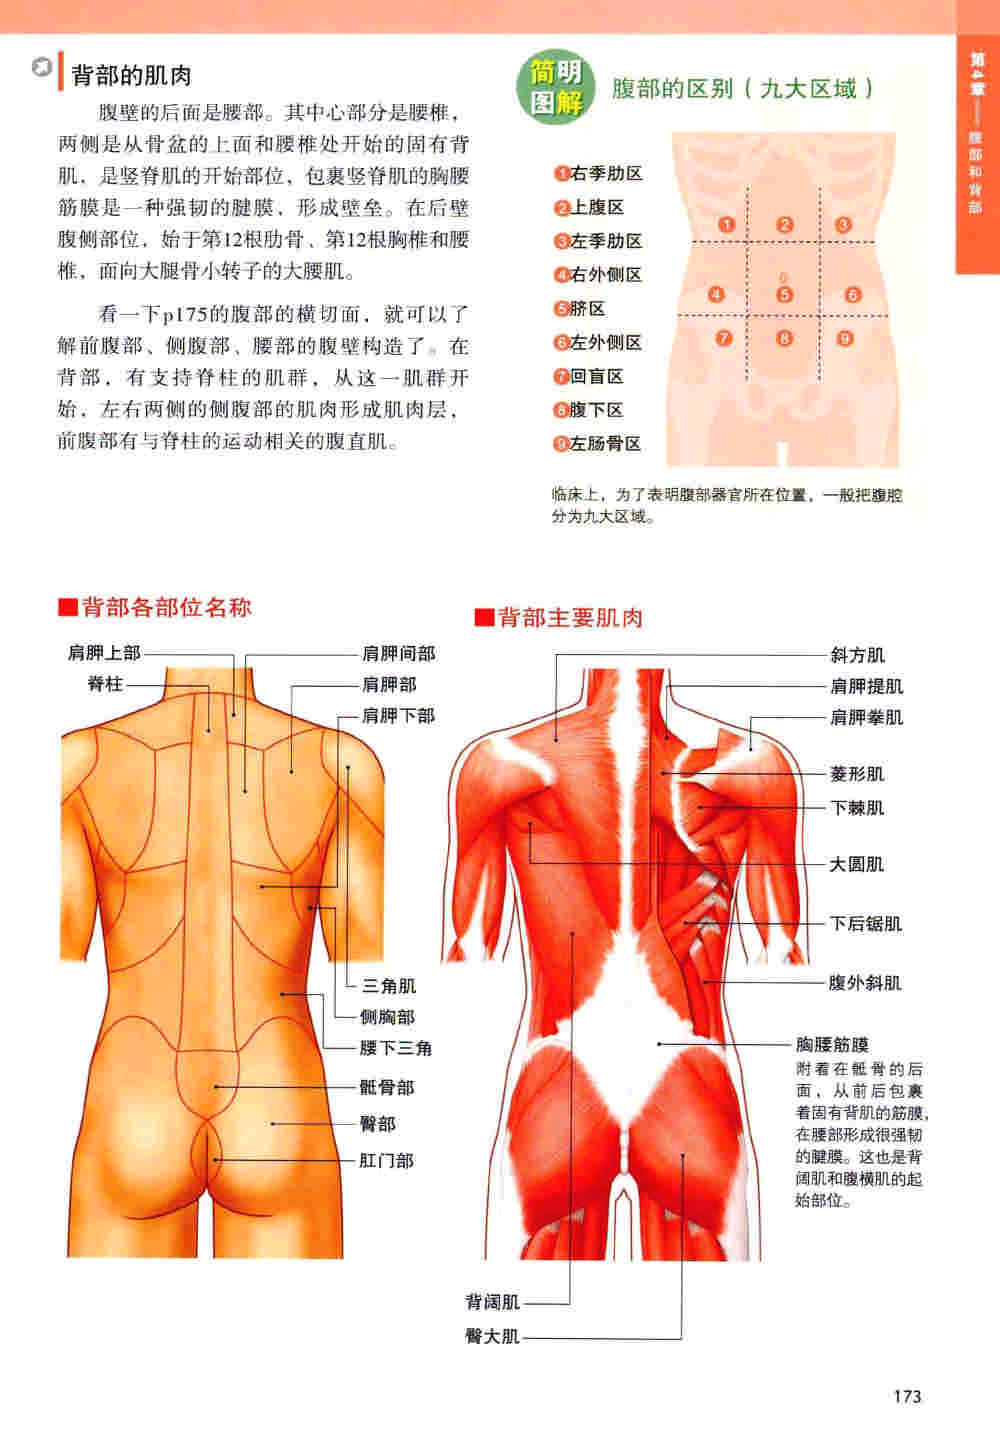 背部的肌肉
腹壁的后面是腰部。其中心部分是腰椎，
两侧是从骨盆的上面和腰椎处开始的固有背
肌，是竖脊肌的开始部位，包裹竖脊肌的胸腰
筋膜是一种强韧的腱膜，形成壁垒。在后壁
腹侧部位，始于第12根肋骨、第12根胸椎和腰
椎，面向大腿骨小转子的大腰肌。
看一下p175的腹部的横切面，就可以了
解前腹部、侧腹部、腰部的腹壁构造了。在
背部，有支持脊柱的肌群，从这一肌群开
始，左右两侧的侧腹部的肌肉形成肌肉层，
前腹部有与脊柱的运动相关的腹直肌。
简明
图解
腹部的区别（九大区域）
①右季肋区
②上腹区
③左季肋区
④右外侧区
⑤脐区
⑥左外侧区
⑦回盲区
⑧腹下区
⑨左肠骨区
① ② ③
④ ⑤ ⑥
⑦ ⑧ ⑨
临床上，为了表明腹部器官所在位置，一般把腹腔
分为九大区域。
第4章——腹部和背部
■背部各部位名称
肩胛上部
脊柱
肩胛间部
肩胛部
肩胛下部
三角肌
侧胸部
腰下三角
骶骨部
臀部
肛门部
■背部主要肌肉
斜方肌
肩胛提肌
肩胛拳肌
菱形肌
下棘肌
大圆肌
下后锯肌
腹外斜肌
胸腰筋膜
附着在骶骨的后
面，从前后包裹
着固有背肌的筋膜，
在腰部形成很强韧
的腱膜。这也是背
阔肌和腹横肌的起
始部位。
背阔肌
臀大肌
173